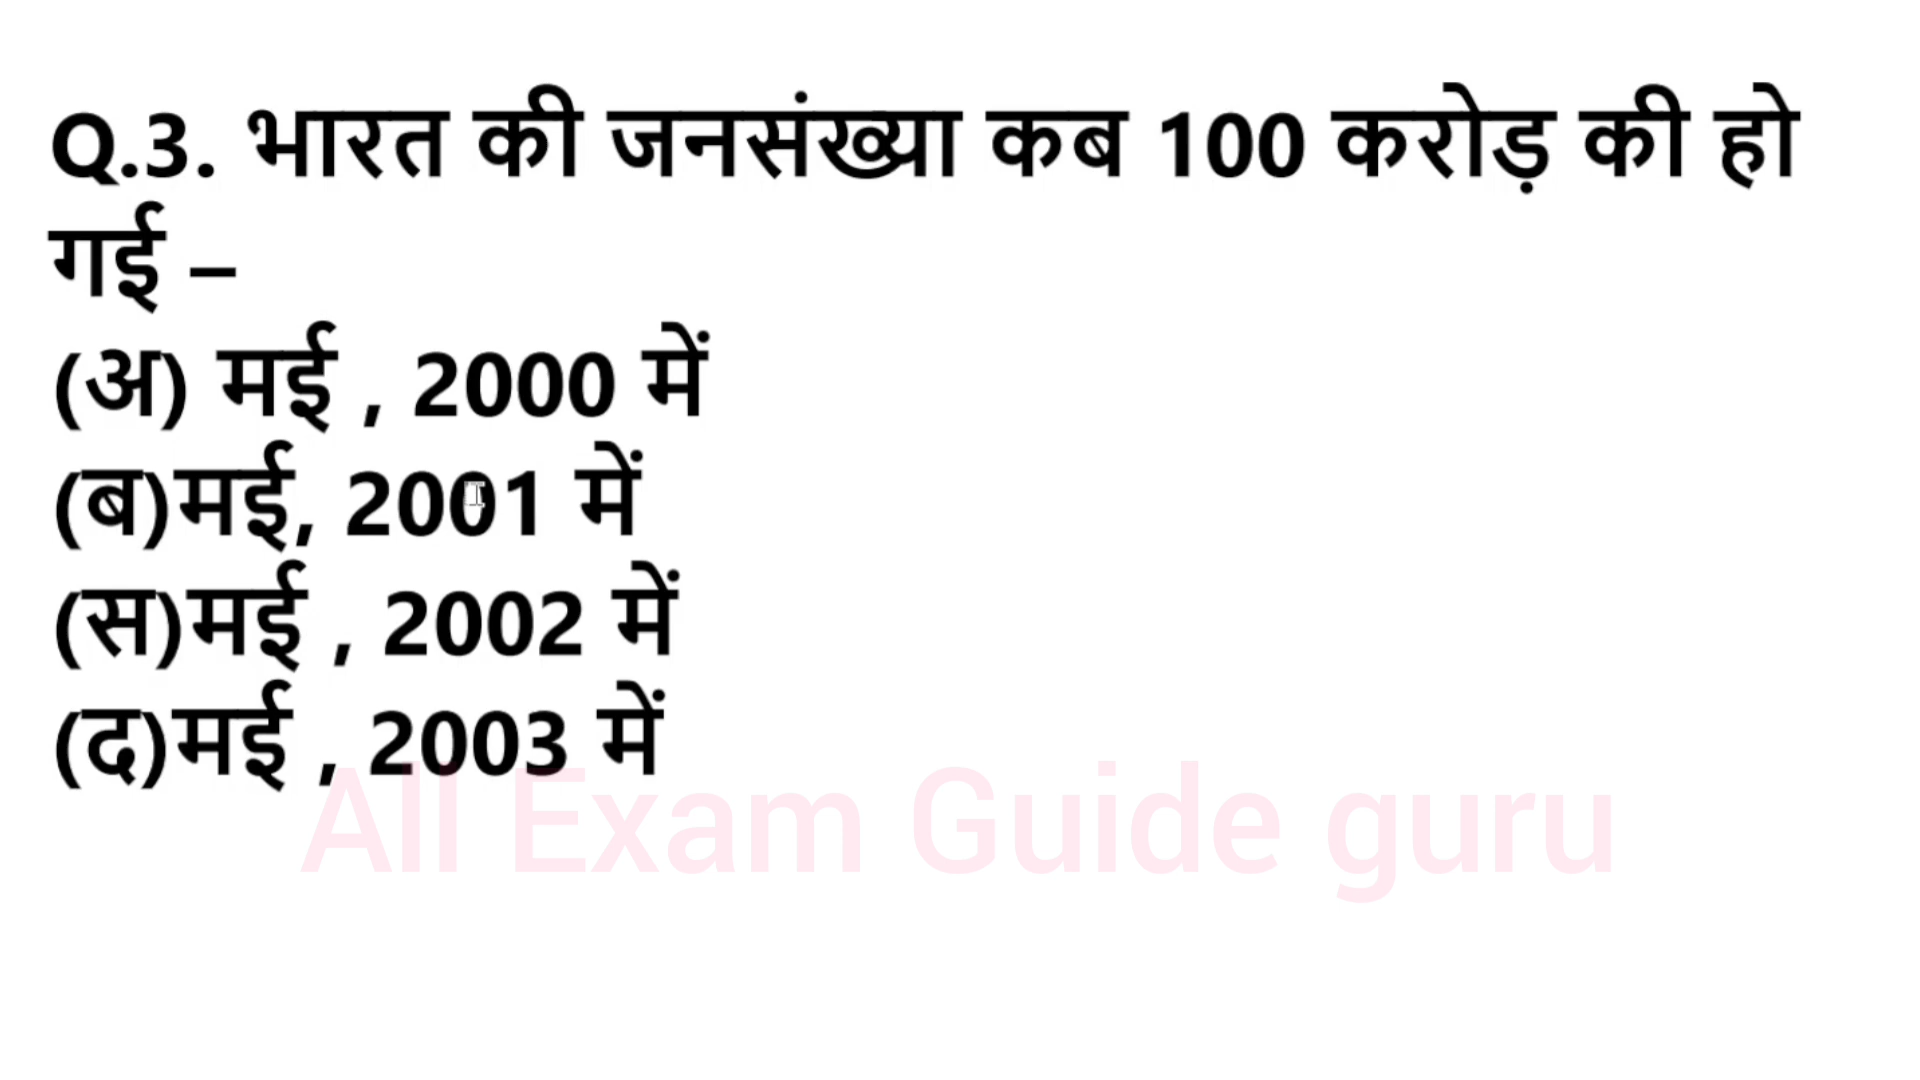 Q.3. भारत की जनसंख्या कब 100 करोड़ की हो
गई –
(अ) मई , 2000 में
(ब)मई, 2001 में
(स)मई , 2002 में
(द)मई , 2003 में
All Exam Guide guru